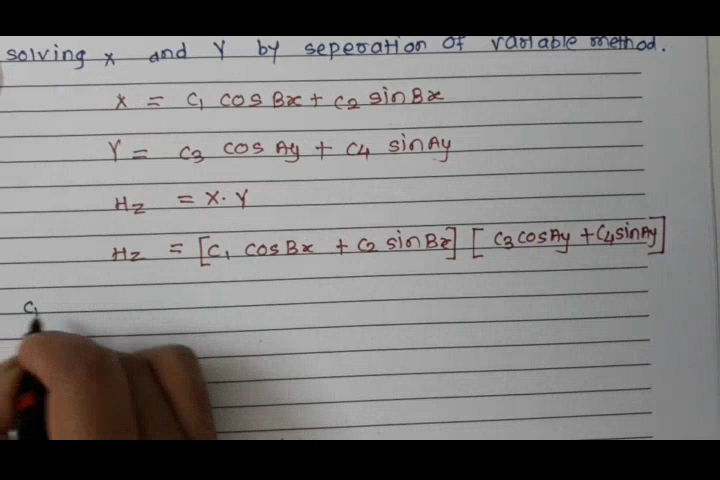 solving x and Y by seperation of variable method.
X = C1 cos Bx + C2 sin Bx
Y = C3 cos Ay + C4 sin Ay
Hz = X. Y
Hz = [C1 cos Bx + C2 sin Bx] [C3 cos Ay + C4 sin Ay]
C1